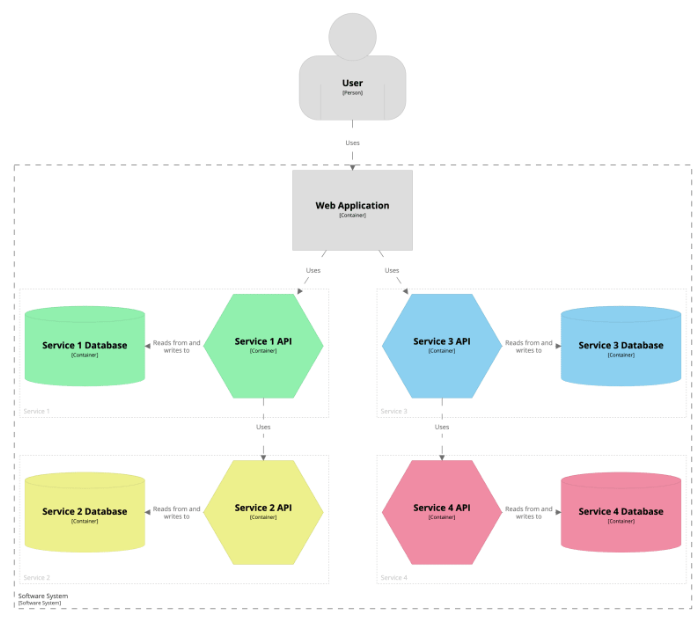 User
[Person]
Uses
Web Application
[Container]
Uses
Uses
Service 1 Database
[Container]
Reads from and
writes to
Service 1 API
[Container]
Service 1
Service 3 API
[Container]
Reads from and
writes to
Service 3 Database
[Container]
Service 3
Uses
Uses
Service 2 Database
[Container]
Reads from and
writes to
Service 2 API
[Container]
Service 2
Service 4 API
[Container]
Reads from and
writes to
Service 4 Database
[Container]
Service 4
Software System
[Software System]